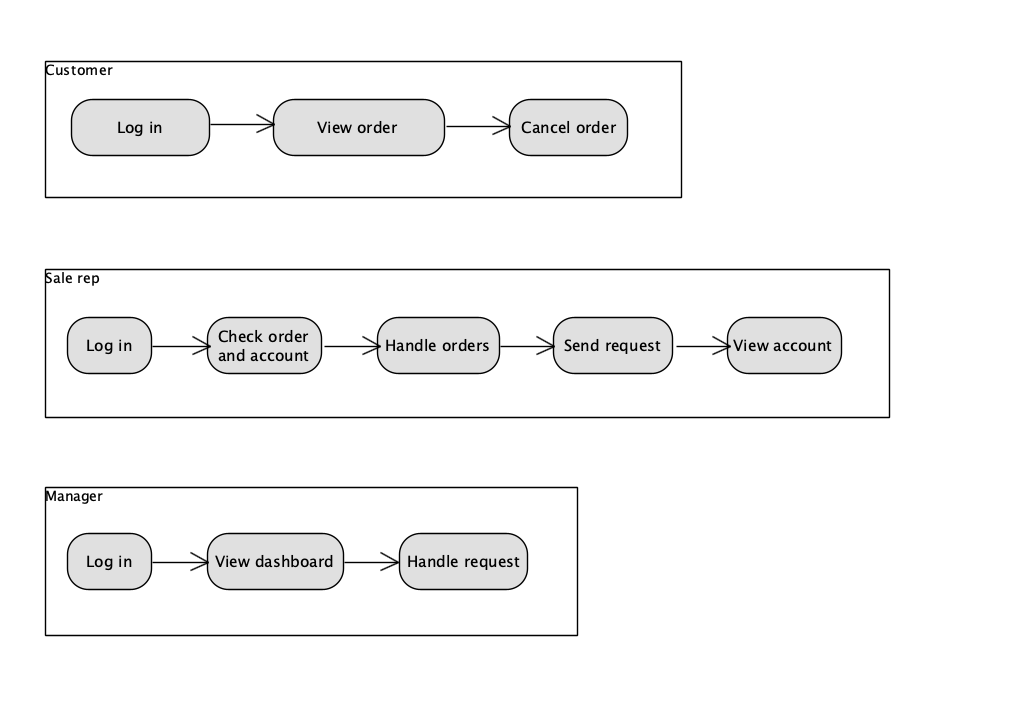 Customer
Log in
View order
Cancel order
Sale rep
Log in
Check order
and account
Handle orders
Send request
View account
Manager
Log in
View dashboard
Handle request